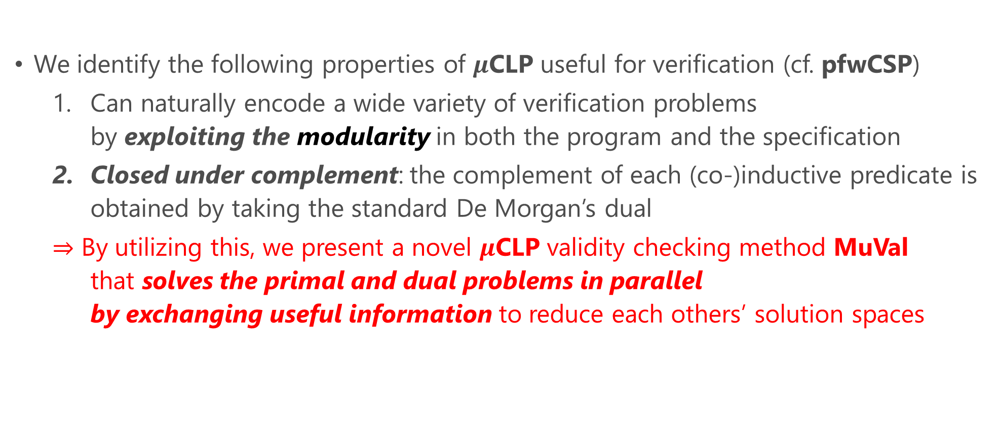 • We identify the following properties of 𝝁CLP useful for verification (cf. pfwCSP)
1. Can naturally encode a wide variety of verification problems
by exploiting the modularity in both the program and the specification
2. Closed under complement: the complement of each (co-)inductive predicate is
obtained by taking the standard De Morgan’s dual
⇒ By utilizing this, we present a novel 𝝁CLP validity checking method MuVal
that solves the primal and dual problems in parallel
by exchanging useful information to reduce each others’ solution spaces